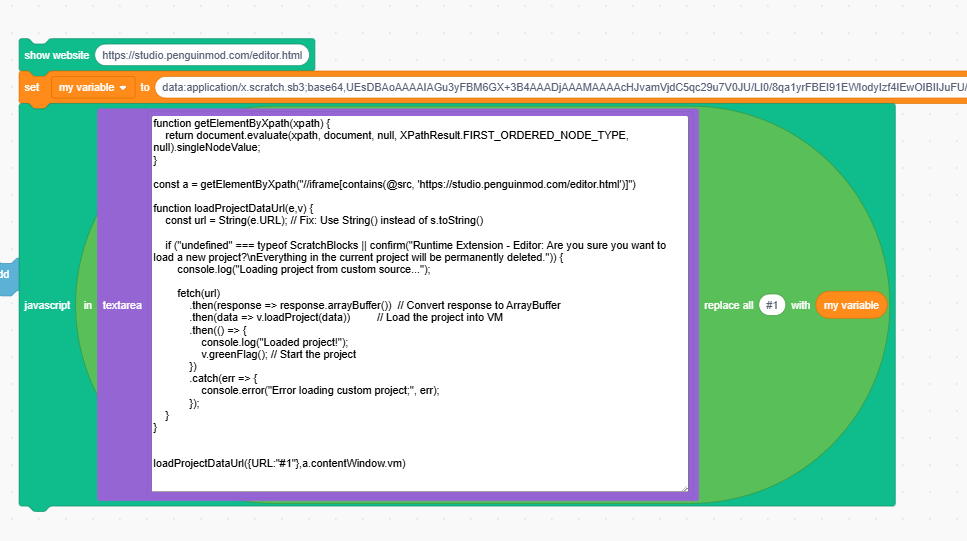 show website https://studio.penguinmod.com/editor.html
set my variable to data:application/x.scratch.sb3;base64,
function getElementByXpath(xpath) {
return document.evaluate(xpath, document, null, XPathResult.FIRST_ORDERED_NODE_TYPE,
null).singleNodeValue;
}
const a = getElementByXpath("//iframe[contains(@src, 'https://studio.penguinmod.com/editor.html')]")
function loadProjectDataUrl(e,v) {
const url = String(e.URL); // Fix: Use String() instead of s.toString()
if ("undefined" === typeof ScratchBlocks || confirm("Runtime Extension - Editor: Are you sure you want to
load a new project?\nEverything in the current project will be permanently deleted.")) {
console.log("Loading project from custom source...");
fetch(url)
.then(response => response.arrayBuffer()) // Convert response to ArrayBuffer
.then(data => v.loadProject(data)) // Load the project into VM
.then(() => {
console.log("Loaded project!");
v.greenFlag(); // Start the project
})
.catch(err => {
console.error("Error loading custom project;", err);
});
}
}
loadProjectDataUrl({URL:"#1"},a.contentWindow.vm)
dd
javascript in textarea replace all #1 with my variable